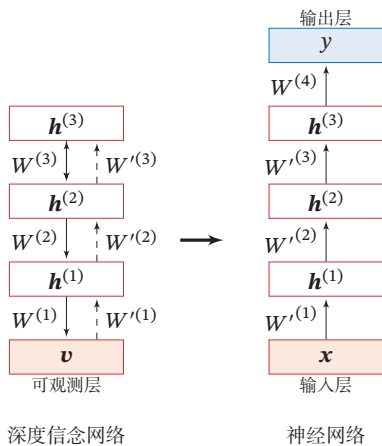 输出层
y
W^(4)
h^(3)
h^(3)
W^(3)
W'^(3)
W'^(3)
h^(2)
h^(2)
W^(2)
W'^(2)
W'^(2)
h^(1)
h^(1)
W^(1)
W'^(1)
W'^(1)
v
x
可观测层
输入层
深度信念网络
神经网络